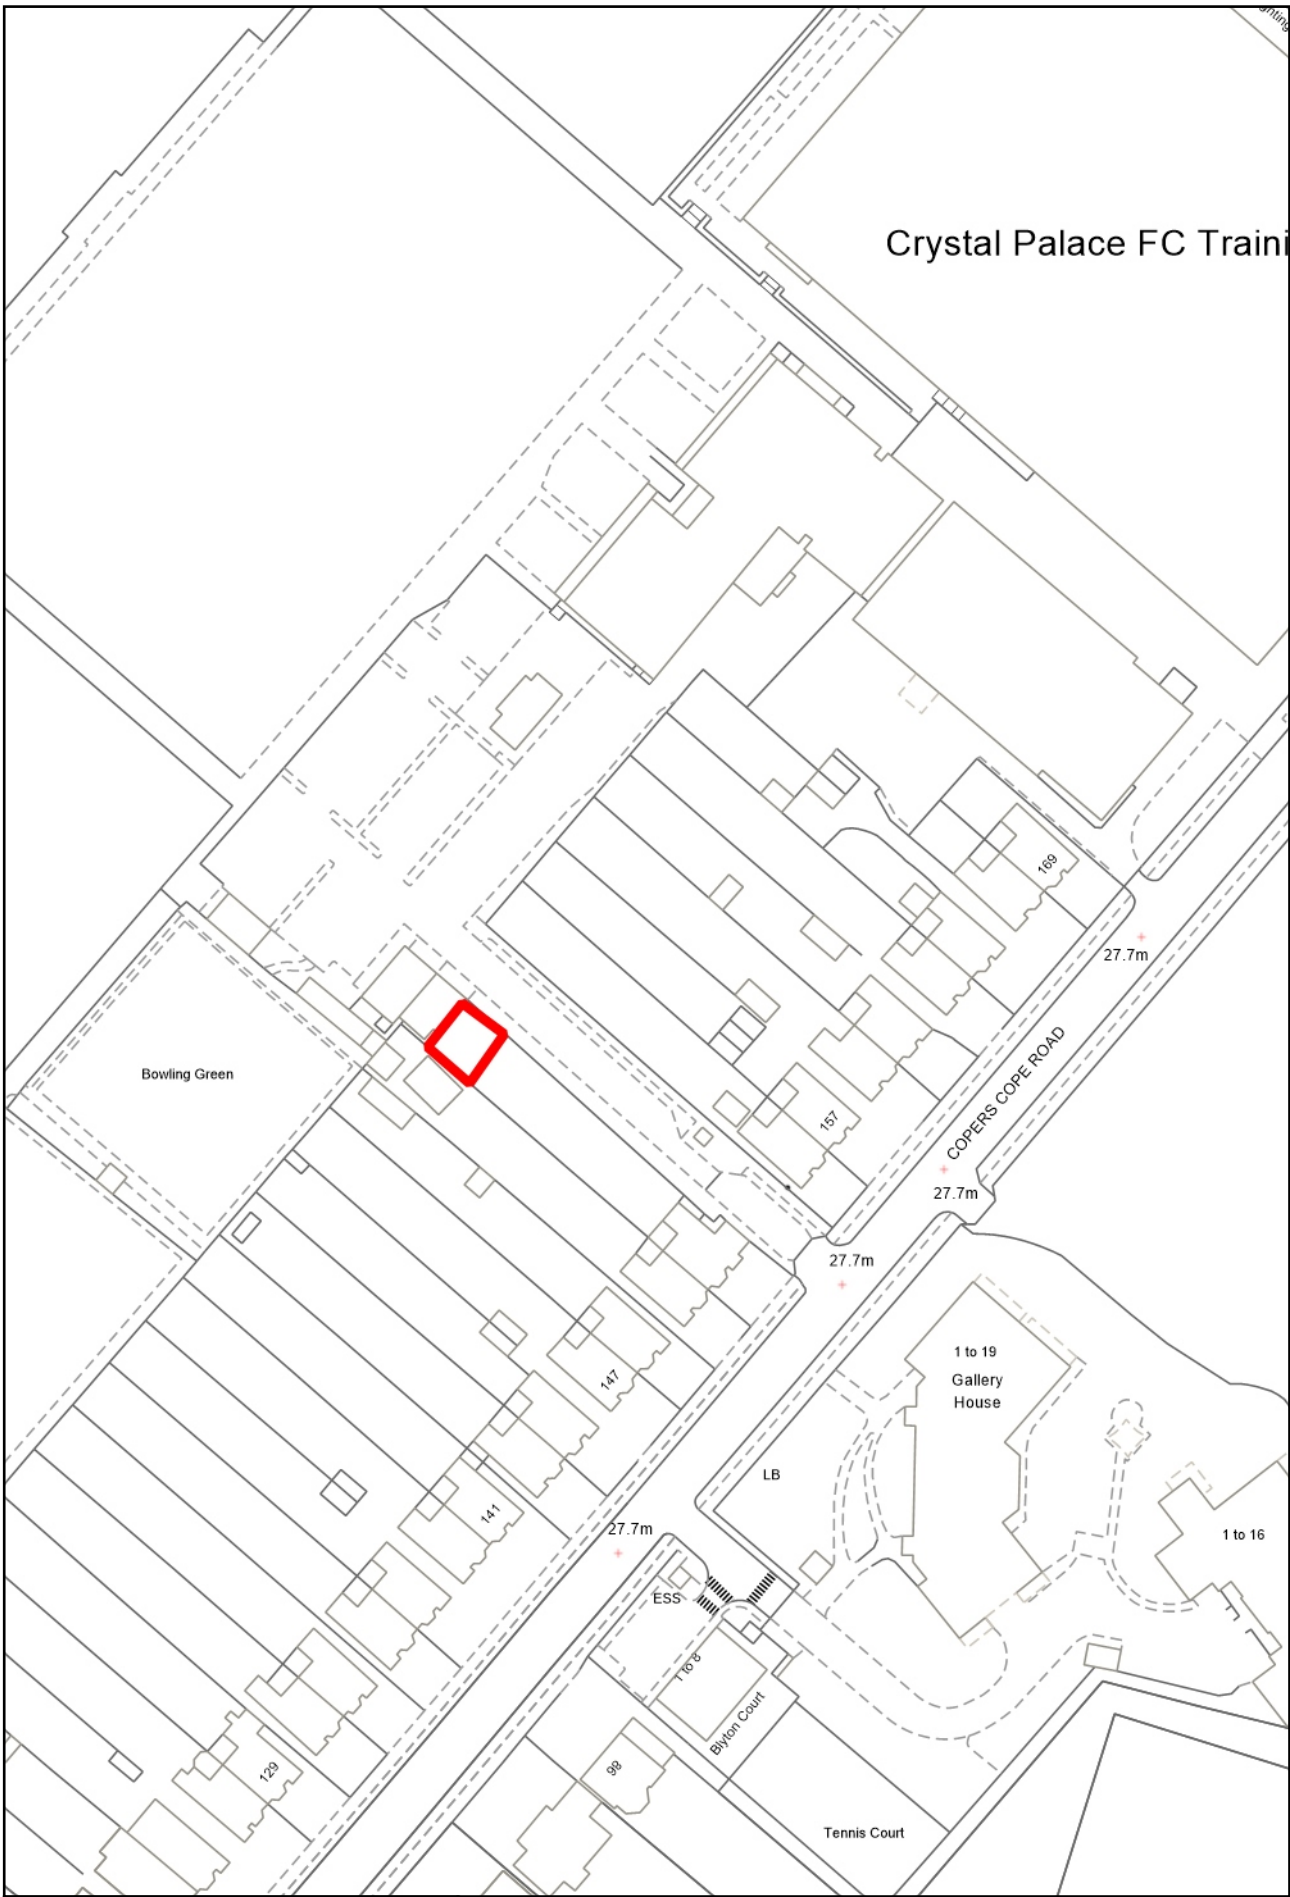 Crystal Palace FC Traini
169
27.7m
Bowling Green
COPERS COPE ROAD
157
27.7m
27.7m
1 to 19
Gallery
House
147
LB
141
27.7m
1 to 16
ESS
1 to 8
Blyton Court
98
129
Tennis Court